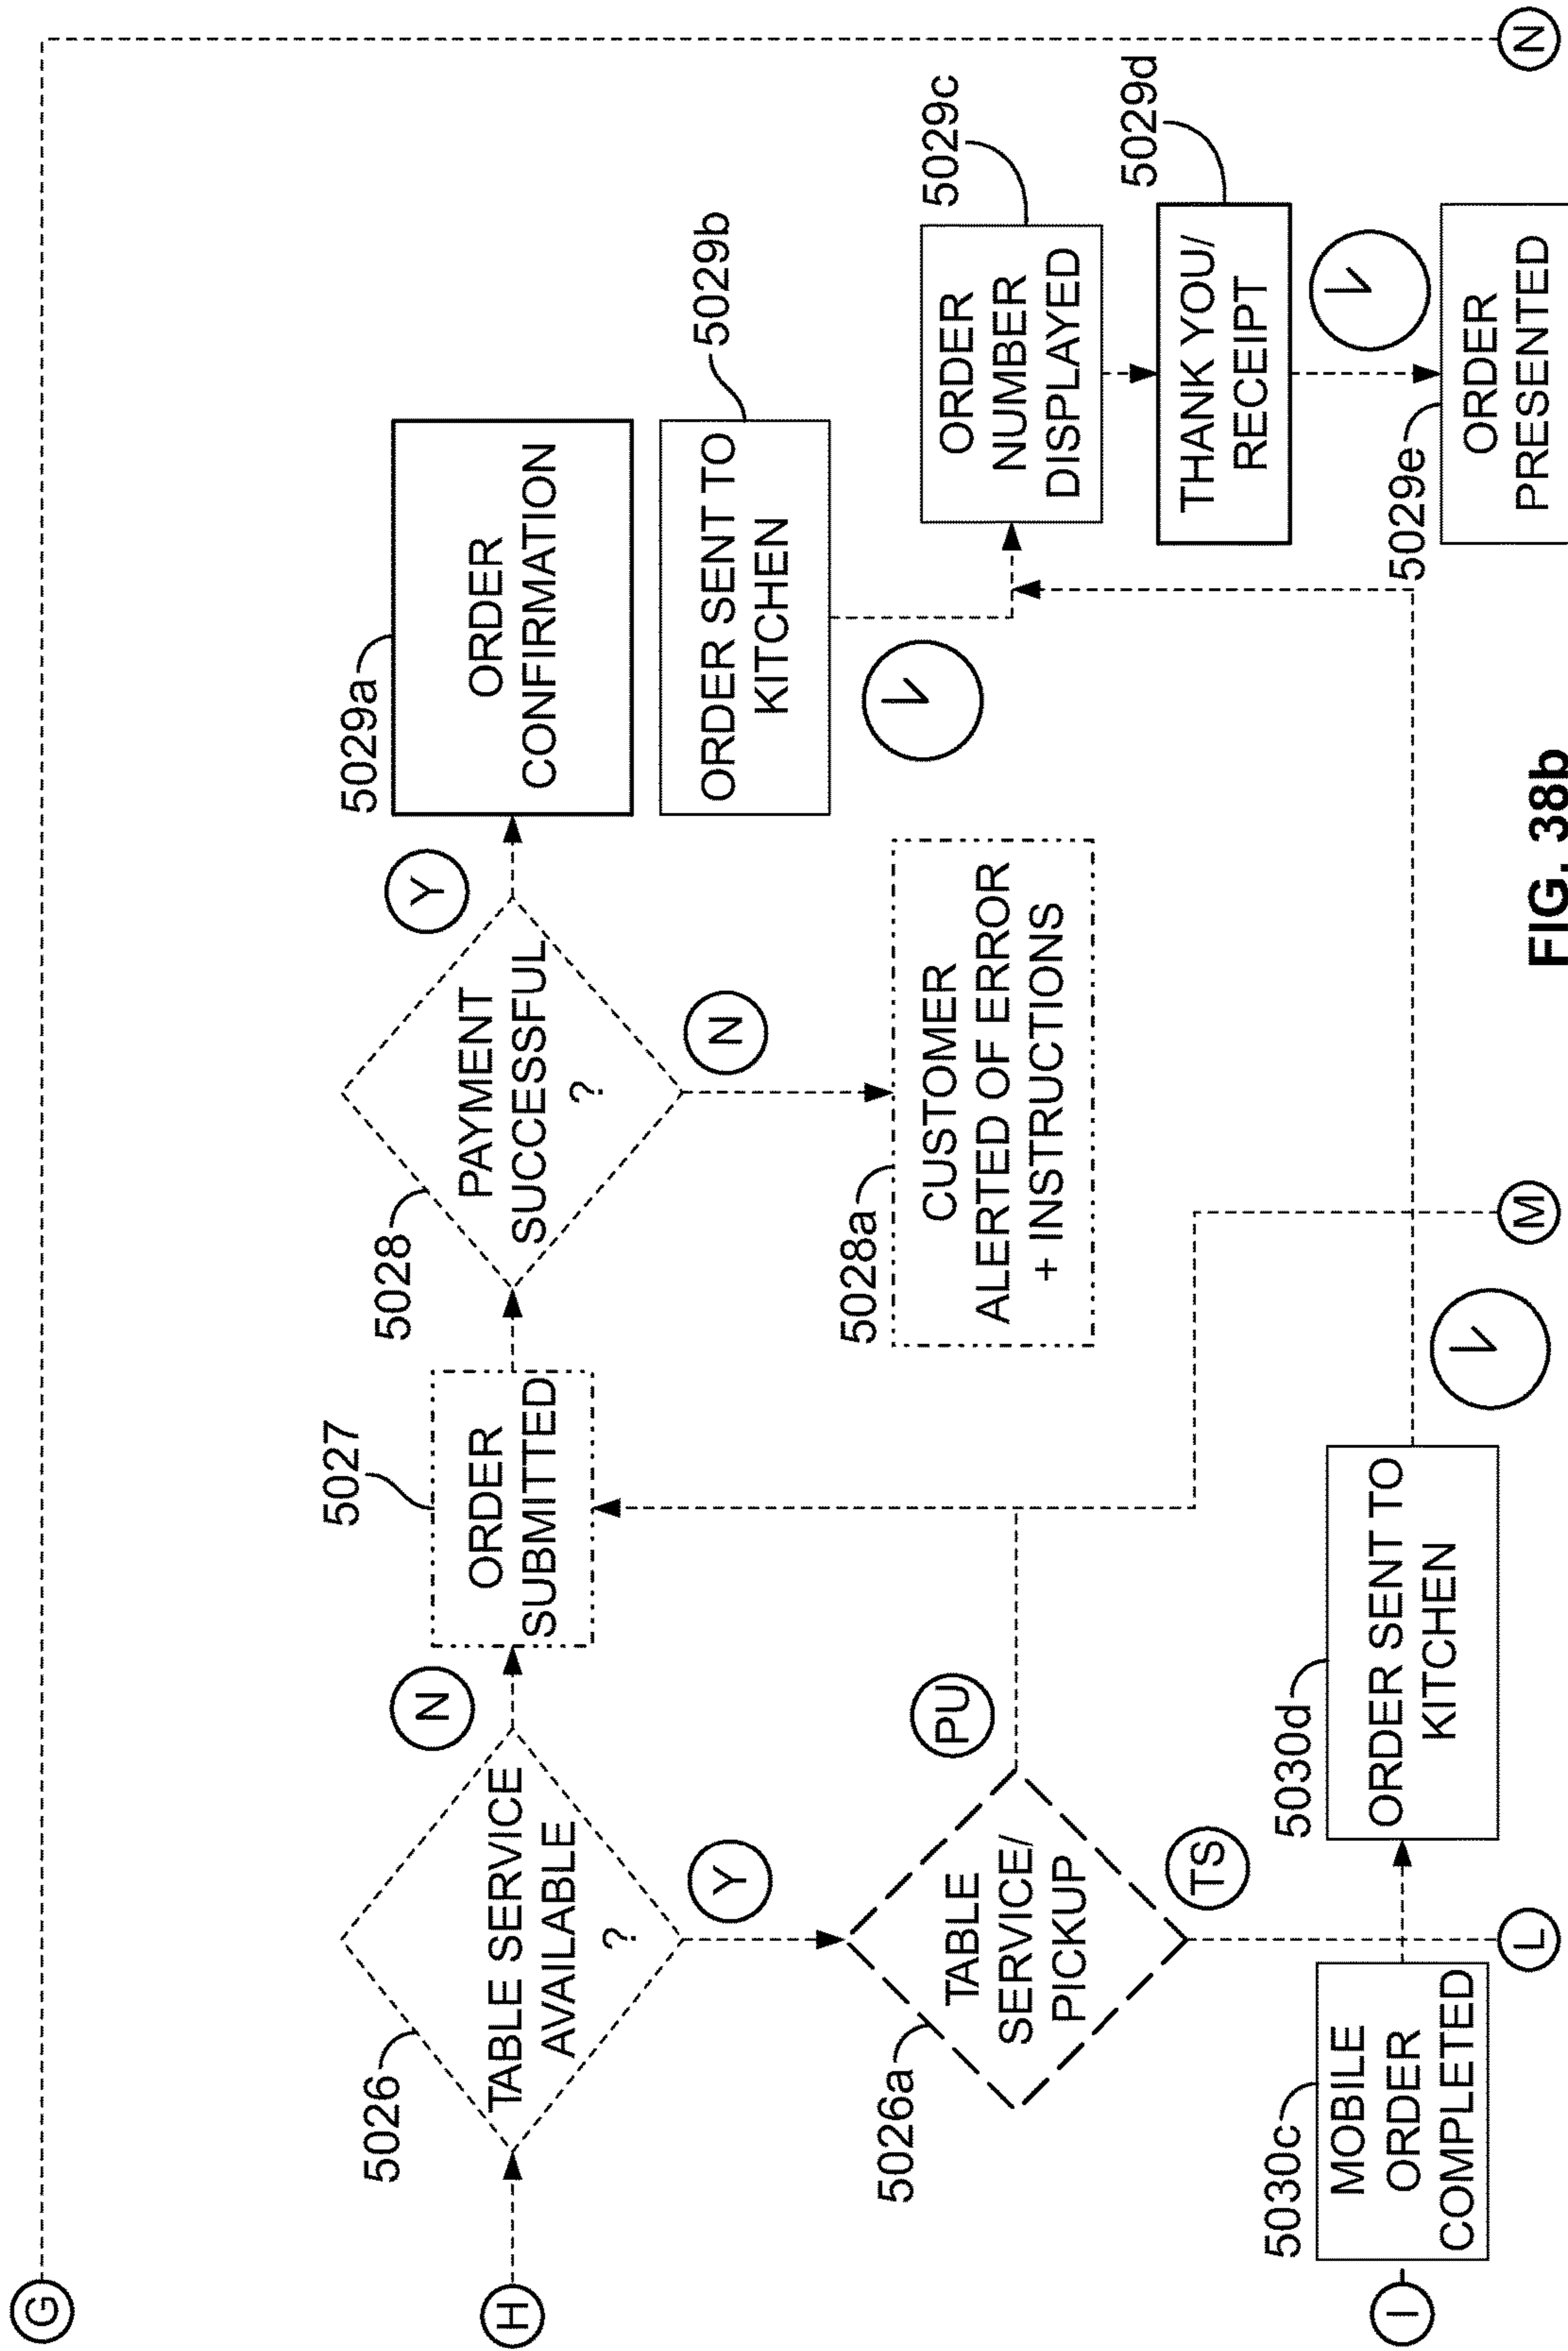 G
H
5026
TABLE SERVICE
AVAILABLE
?
N
Y
5026a
TABLE
SERVICE/
PICKUP
PU
TS
L
5027
ORDER
SUBMITTED
5028
PAYMENT
SUCCESSFUL
?
Y
N
5028a
CUSTOMER
ALERTED OF ERROR
+ INSTRUCTIONS
M
5029a
ORDER
CONFIRMATION
5029b
ORDER SENT TO
KITCHEN
5029c
ORDER
NUMBER
DISPLAYED
5029d
THANK YOU/
RECEIPT
5029e
ORDER
PRESENTED
N
I
5030c
MOBILE
ORDER
COMPLETED
5030d
ORDER SENT TO
KITCHEN
FIG. 38b